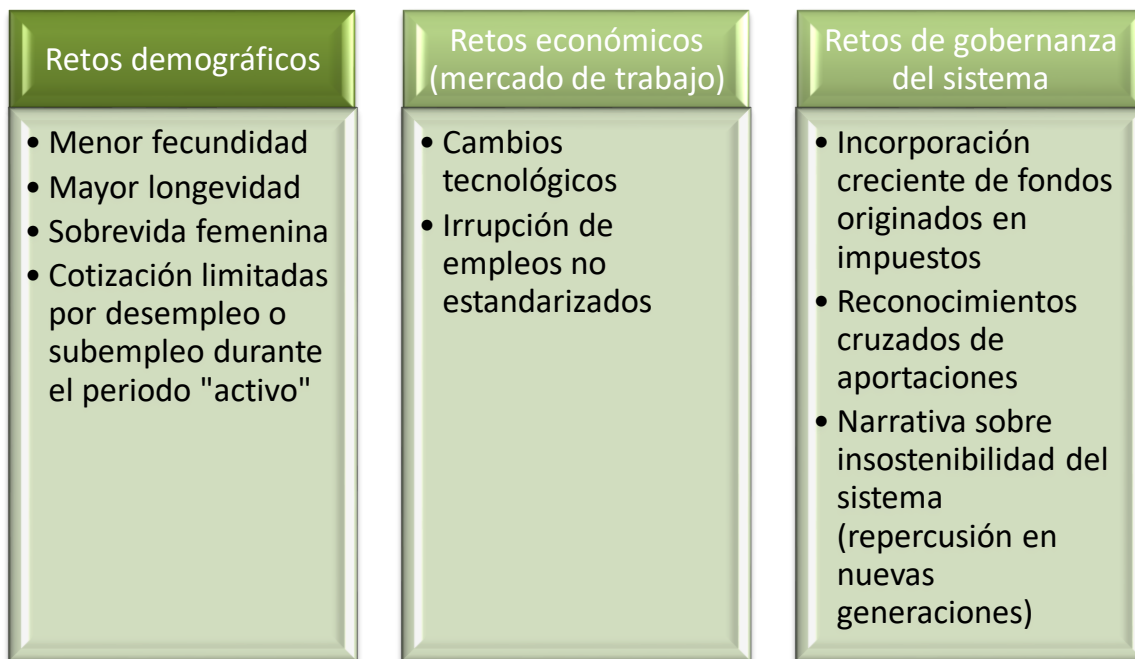 Retos demográficos
• Menor fecundidad
• Mayor longevidad
• Sobrevida femenina
• Cotización limitadas
por desempleo o
subempleo durante
el periodo "activo"
Retos económicos
(mercado de trabajo)
• Cambios
tecnológicos
• Irrupción de
empleos no
estandarizados
Retos de gobernanza
del sistema
• Incorporación
creciente de fondos
originados en
impuestos
• Reconocimientos
cruzados de
aportaciones
• Narrativa sobre
insostenibilidad del
sistema
(repercusión en
nuevas
generaciones)